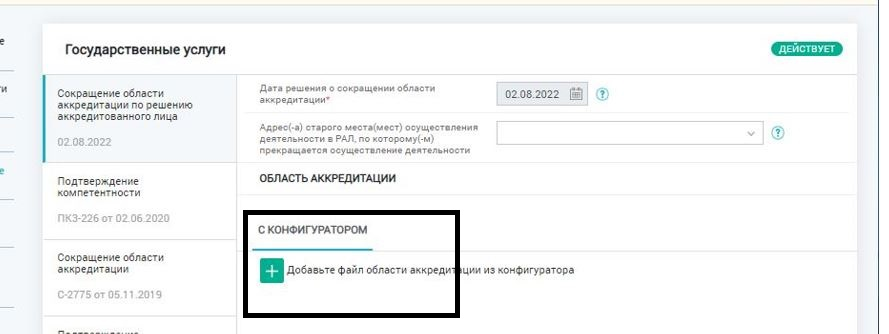 Государственные услуги
ДЕЙСТВУЕТ
Сокращение области
аккредитации по решению
аккредитованного лица
02.08.2022
Подтверждение
компетентности
ПК3-226 от 02.06.2020
Сокращение области
аккредитации
С-2775 от 05.11.2019
Дата решения о сокращении области
аккредитации*
02.08.2022
?
Адрес(-а) старого места(мест) осуществления
деятельности в РАЛ, по которому(-м)
прекращается осуществление деятельности
?
ОБЛАСТЬ АККРЕДИТАЦИИ
С КОНФИГУРАТОРОМ
+ Добавьте файл области аккредитации из конфигуратора